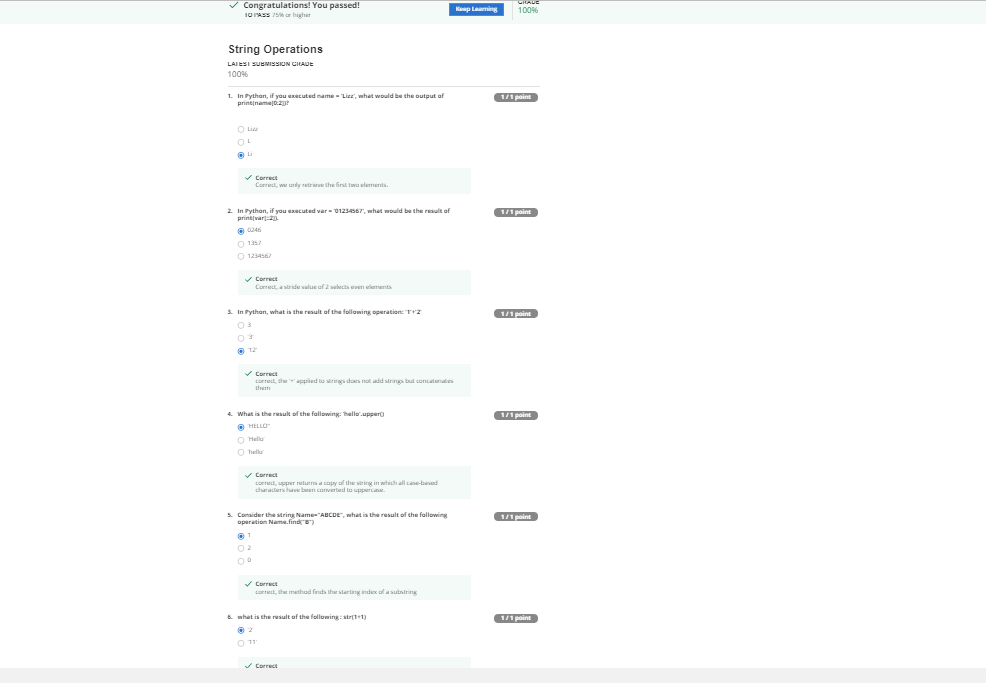 Congratulations! You passed!
TO PASS 75% or higher
Keep Learning
GRADE
100%
String Operations
LATEST SUBMISSION GRADE
100%
1. In Python, if you executed name = 'Lizz', what would be the output of
print(name[0:2])?
1 / 1 point
Lizz
L
Li
Correct
Correct, we only retrieve the first two elements.
2. In Python, if you executed var = '01234567', what would be the result of
print(var[::2]).
1 / 1 point
0246
1357
1234567
Correct
Correct, a stride value of 2 selects even elements
3. In Python, what is the result of the following operation: '1'+'2'
1 / 1 point
3
'3'
'12'
Correct
correct, the '+' applied to strings does not add strings but concatenates
them
4. What is the result of the following: 'hello'.upper()
1 / 1 point
'HELLO'
'Hello'
'hello'
Correct
correct, upper returns a copy of the string in which all case-based
characters have been converted to uppercase.
5. Consider the string Name="ABCDE", what is the result of the following
operation Name.find("B")
1 / 1 point
1
2
0
Correct
correct, the method finds the starting index of a substring
6. what is the result of the following : str(1+1)
1 / 1 point
'2'
'11'
Correct